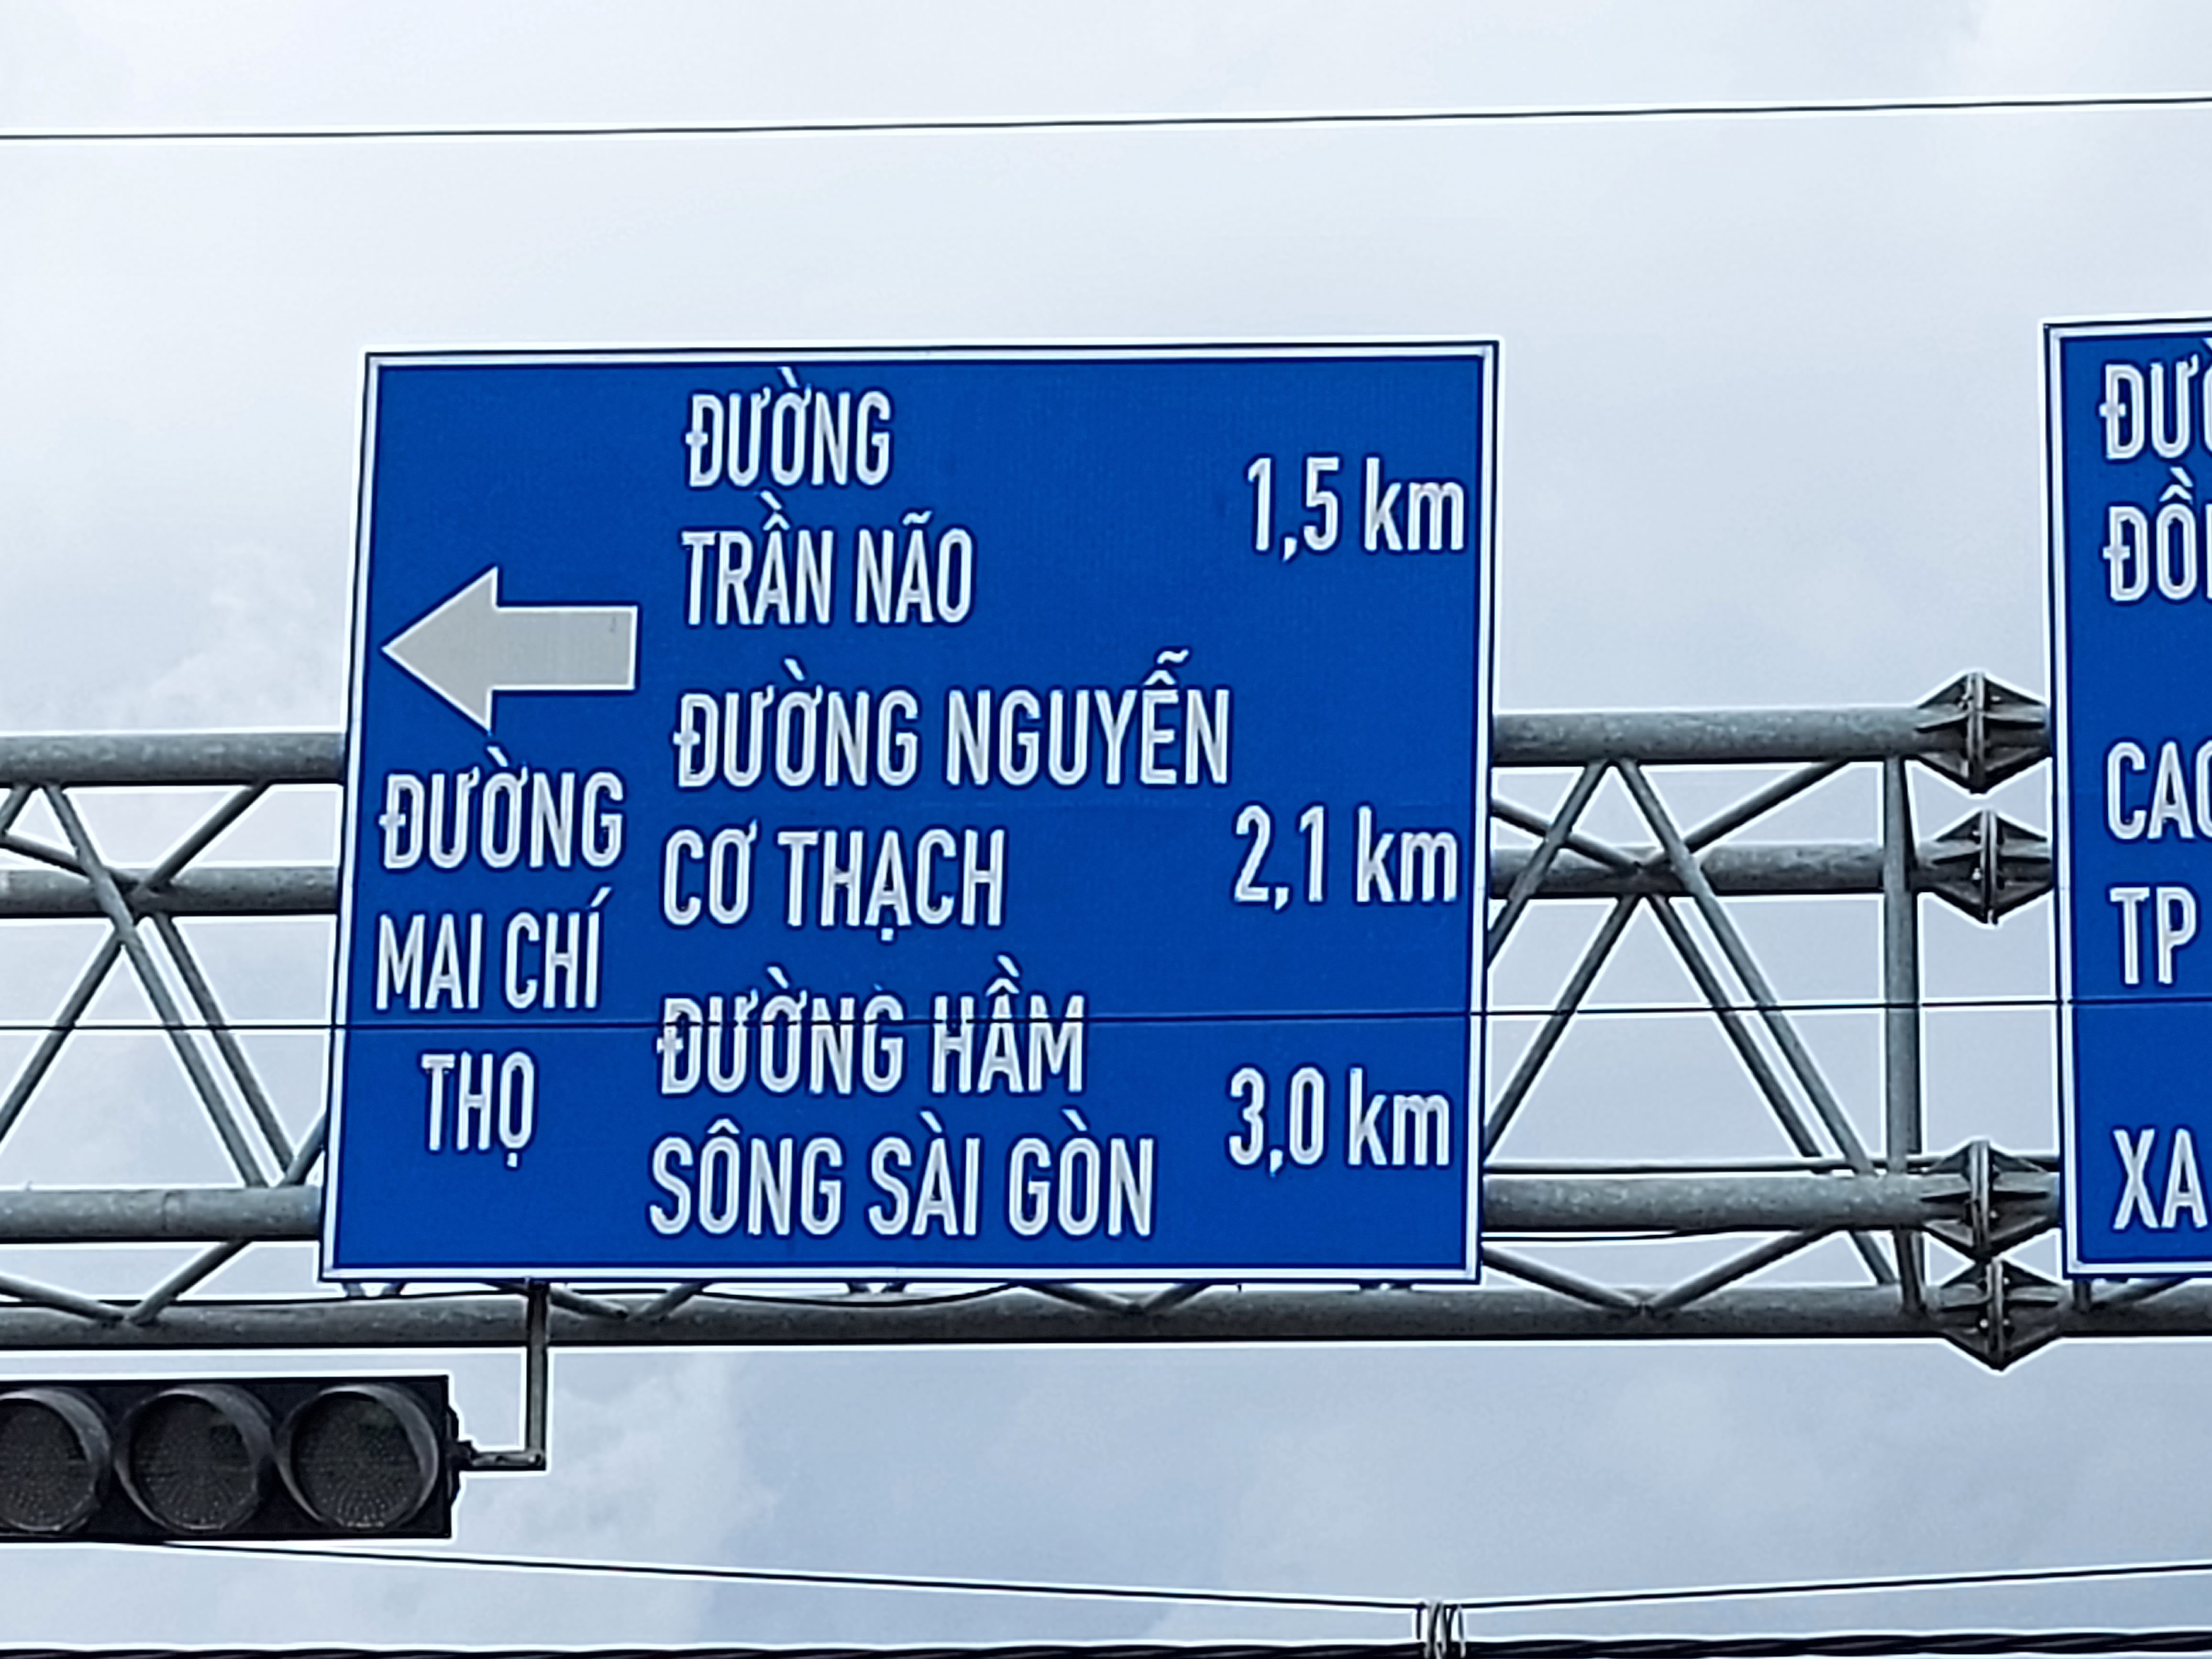 ĐƯỜNG
TRẦN NÃO
1,5 km
ĐƯỜNG NGUYỄN
CƠ THẠCH
2,1 km
ĐƯỜNG HẦM
SÔNG SÀI GÒN
3,0 km
ĐƯỜNG
MAI CHÍ
THỌ
TP
XA